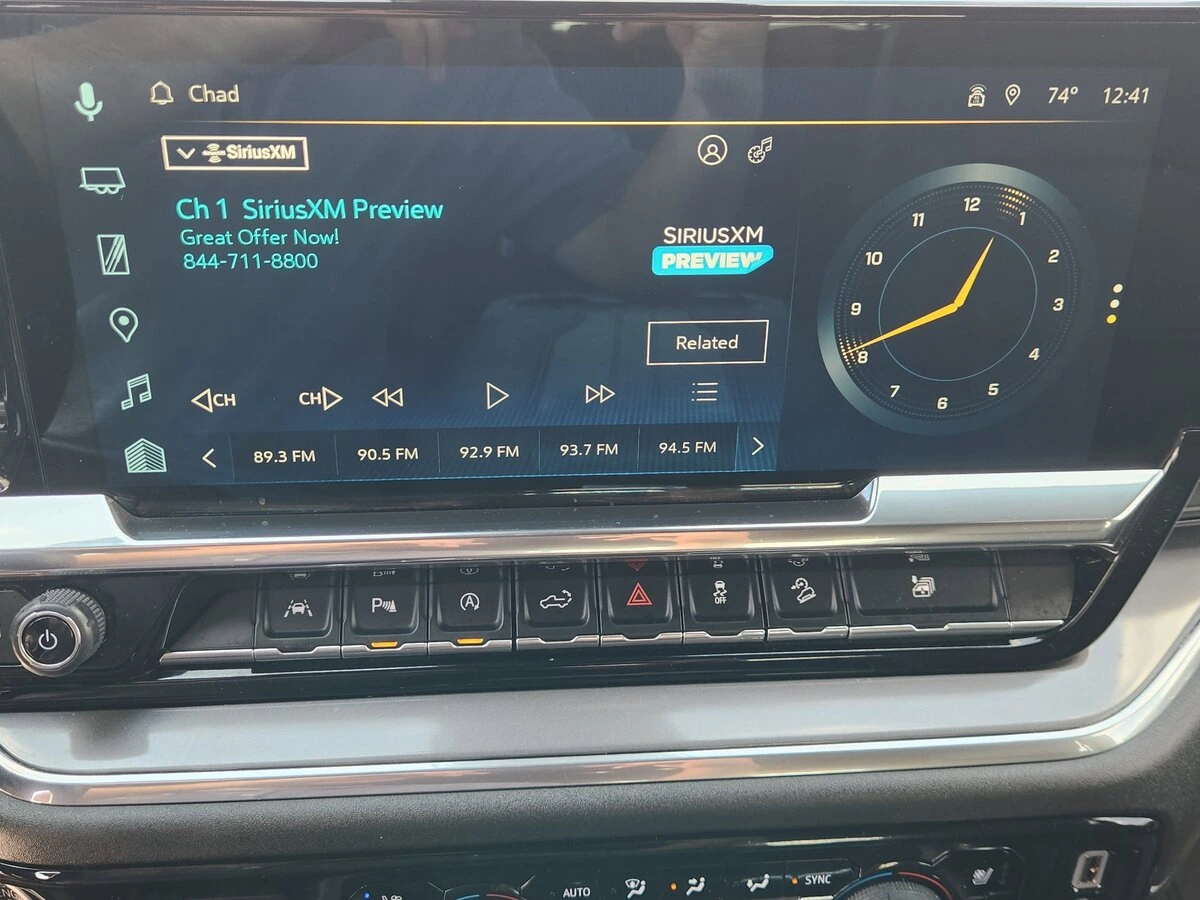 Chad
74° 12:41
SiriusXM
Ch 1 SiriusXM Preview
Great Offer Now!
844-711-8800
SIRIUSXM
PREVIEW
Related
CH CH
89.3 FM 90.5 FM 92.9 FM 93.7 FM 94.5 FM
12
1
2
3
4
5
6
7
8
9
10
11
P A OFF
AUTO SYNC